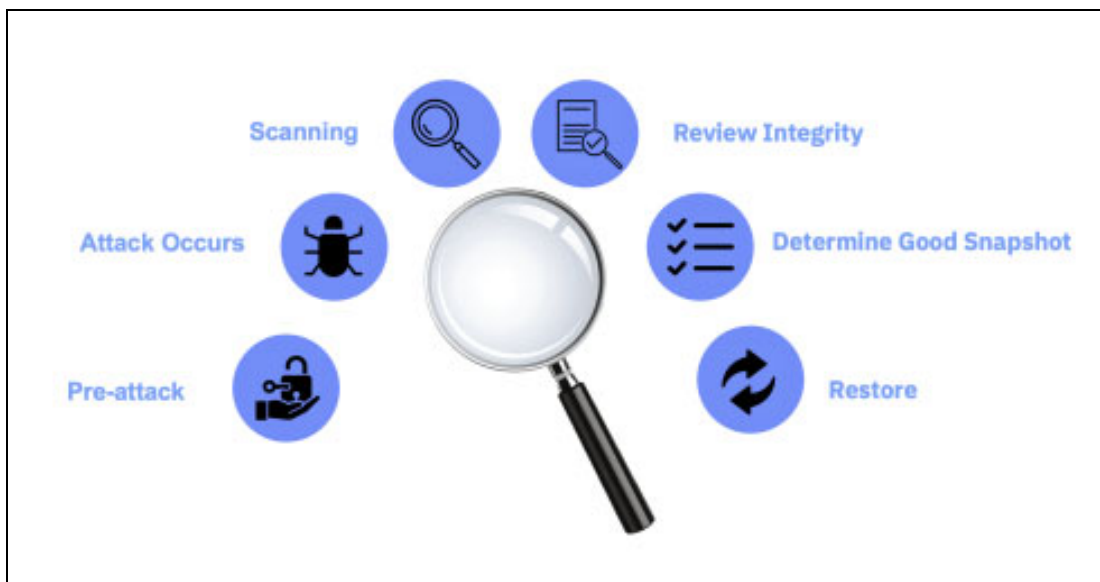 Scanning
Review Integrity
Attack Occurs
Determine Good Snapshot
Pre-attack
Restore